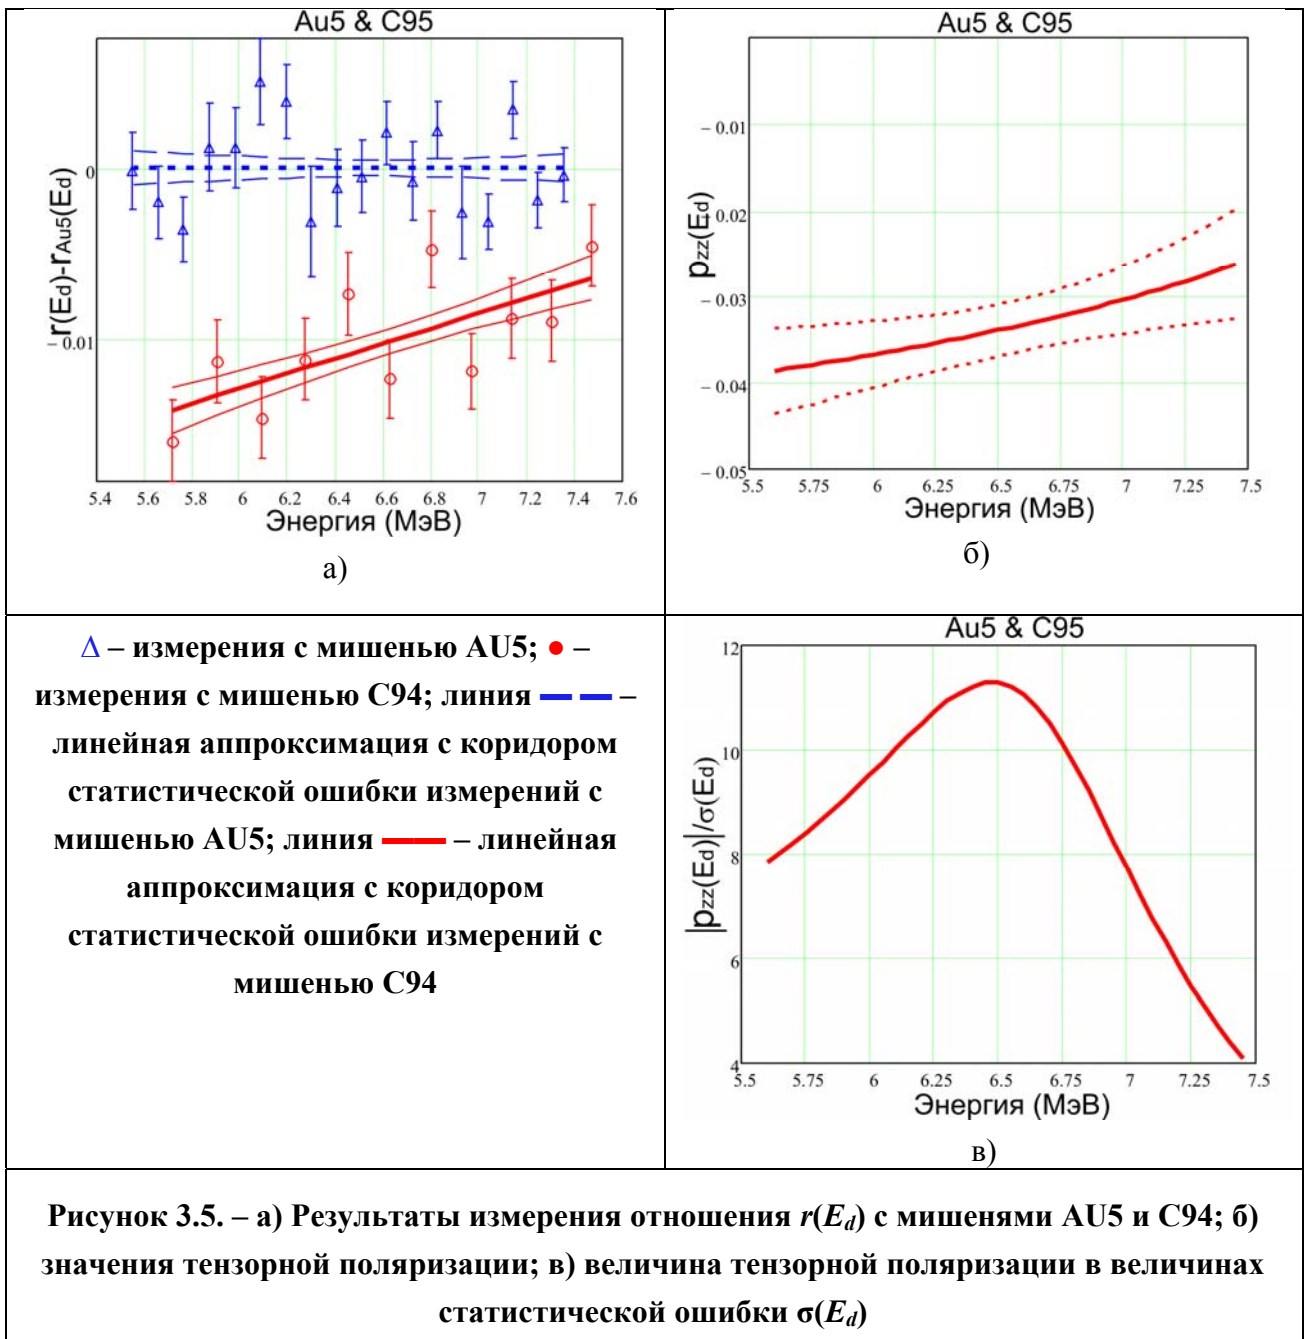 Au5 & C95
r(Ed)-rAu5(Ed)
0
– 0.01
5.4 5.6 5.8 6 6.2 6.4 6.6 6.8 7 7.2 7.4 7.6
Энергия (МэВ)
а)
Au5 & C95
pzz(Ed)
– 0.01
– 0.02
– 0.03
– 0.04
– 0.05
5.5 5.75 6 6.25 6.5 6.75 7 7.25 7.5
Энергия (МэВ)
б)
Δ – измерения с мишенью AU5; ● –
измерения с мишенью C94; линия –
линейная аппроксимация с коридором
статистической ошибки измерений с
мишенью AU5; линия – линейная
аппроксимация с коридором
статистической ошибки измерений с
мишенью C94
Au5 & C95
|pzz(Ed)|/σ(Ed)
12
10
8
6
4
5.5 5.75 6 6.25 6.5 6.75 7 7.25 7.5
Энергия (МэВ)
в)
Рисунок 3.5. – а) Результаты измерения отношения r(Ed) с мишенями AU5 и C94; б)
значения тензорной поляризации; в) величина тензорной поляризации в величинах
статистической ошибки σ(Ed)